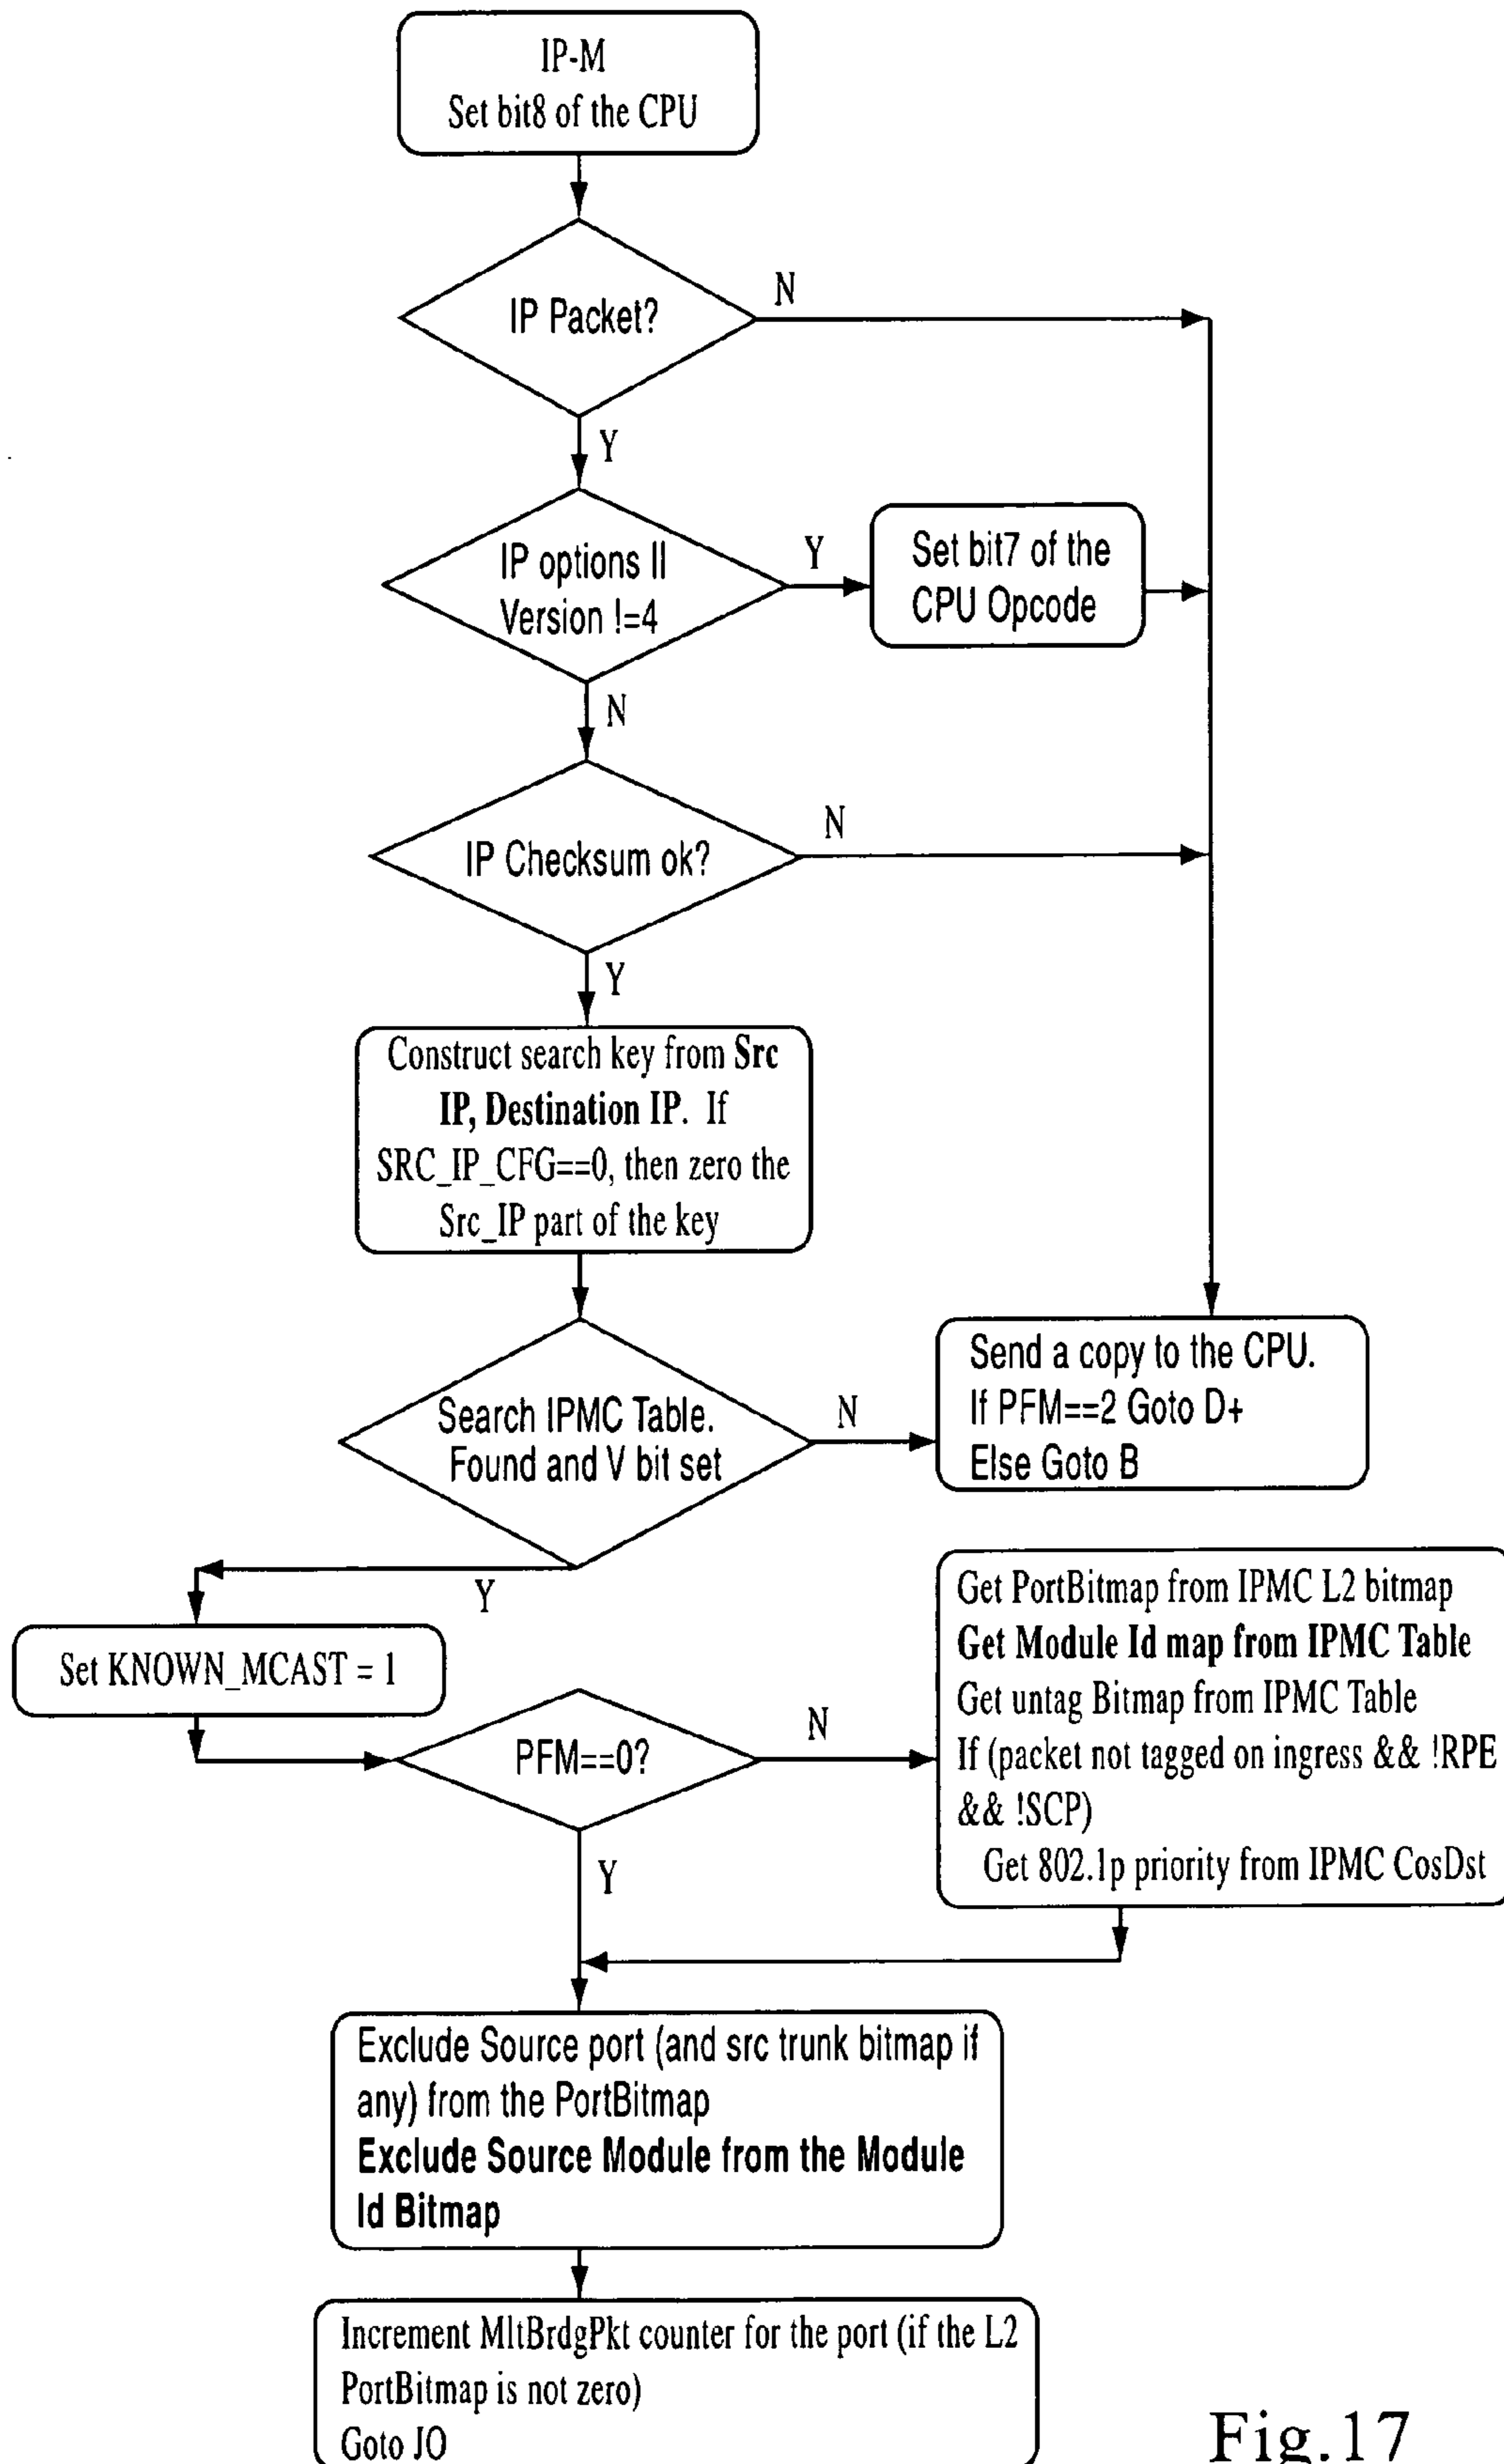 IP-M
Set bit8 of the CPU
IP Packet?
N
Y
IP options II
Version !=4
Y
Set bit7 of the
CPU Opcode
N
IP Checksum ok?
N
Y
Construct search key from Src
IP, Destination IP. If
SRC_IP_CFG==0, then zero the
Src_IP part of the key
Search IPMC Table.
Found and V bit set
N
Send a copy to the CPU.
If PFM==2 Goto D+
Else Goto B
Y
Set KNOWN_MCAST = 1
PFM==0?
N
Get PortBitmap from IPMC L2 bitmap
Get Module Id map from IPMC Table
Get untag Bitmap from IPMC Table
If (packet not tagged on ingress && !RPE
&& !SCP)
Get 802.1p priority from IPMC CosDst
Y
Exclude Source port (and src trunk bitmap if
any) from the PortBitmap
Exclude Source Module from the Module
Id Bitmap
Increment MltBrdgPkt counter for the port (if the L2
PortBitmap is not zero)
Goto JO
Fig.17